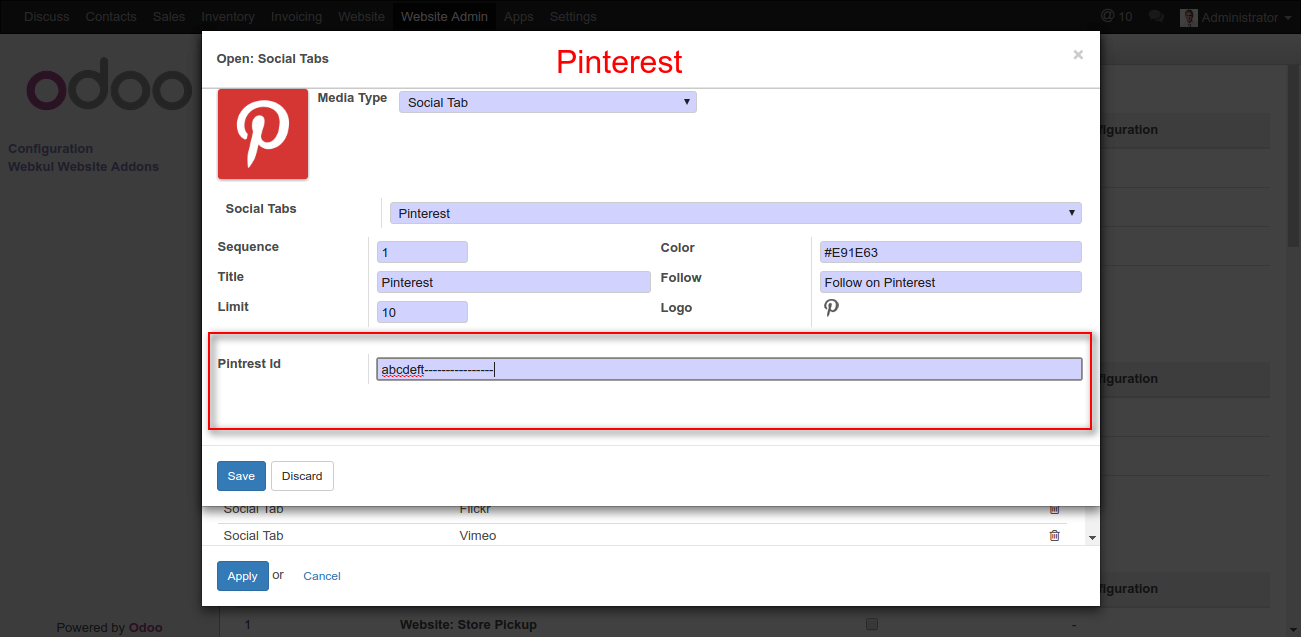 Discuss Contacts Sales Inventory Invoicing Website Website Admin Apps Settings @ 10 Administrator
Open: Social Tabs Pinterest ×
odoo
Media Type Social Tab
Configuration
Webkul Website Addons
figuration
Social Tabs Pinterest
Sequence 1 Color #E91E63
Title Pinterest Follow Follow on Pinterest
Limit 10 Logo
Pintrest Id abcdeft----------------
figuration
Save Discard
Social Tab Flickr
Social Tab Vimeo
Apply or Cancel
figuration
Powered by Odoo
1 Website: Store Pickup -